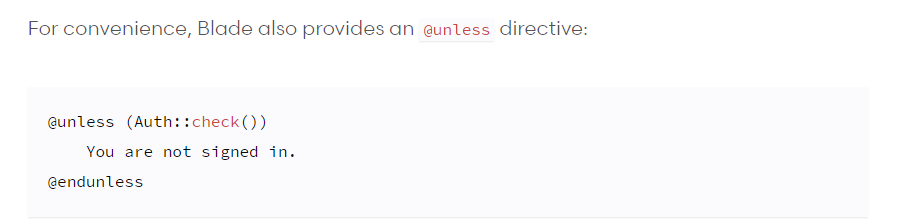 For convenience, Blade also provides an @unless directive:
@unless (Auth::check())
    You are not signed in.
@endunless